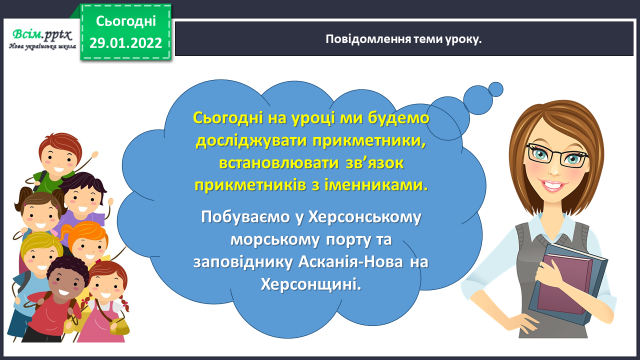 Всім.pptx
Нова українська школа
Сьогодні
29.01.2022
Повідомлення теми уроку.
Сьогодні на уроці ми будемо
досліджувати прикметники,
встановлювати зв’язок
прикметників з іменниками.
Побуваємо у Херсонському
морському порту та
заповіднику Асканія-Нова на
Херсонщині.